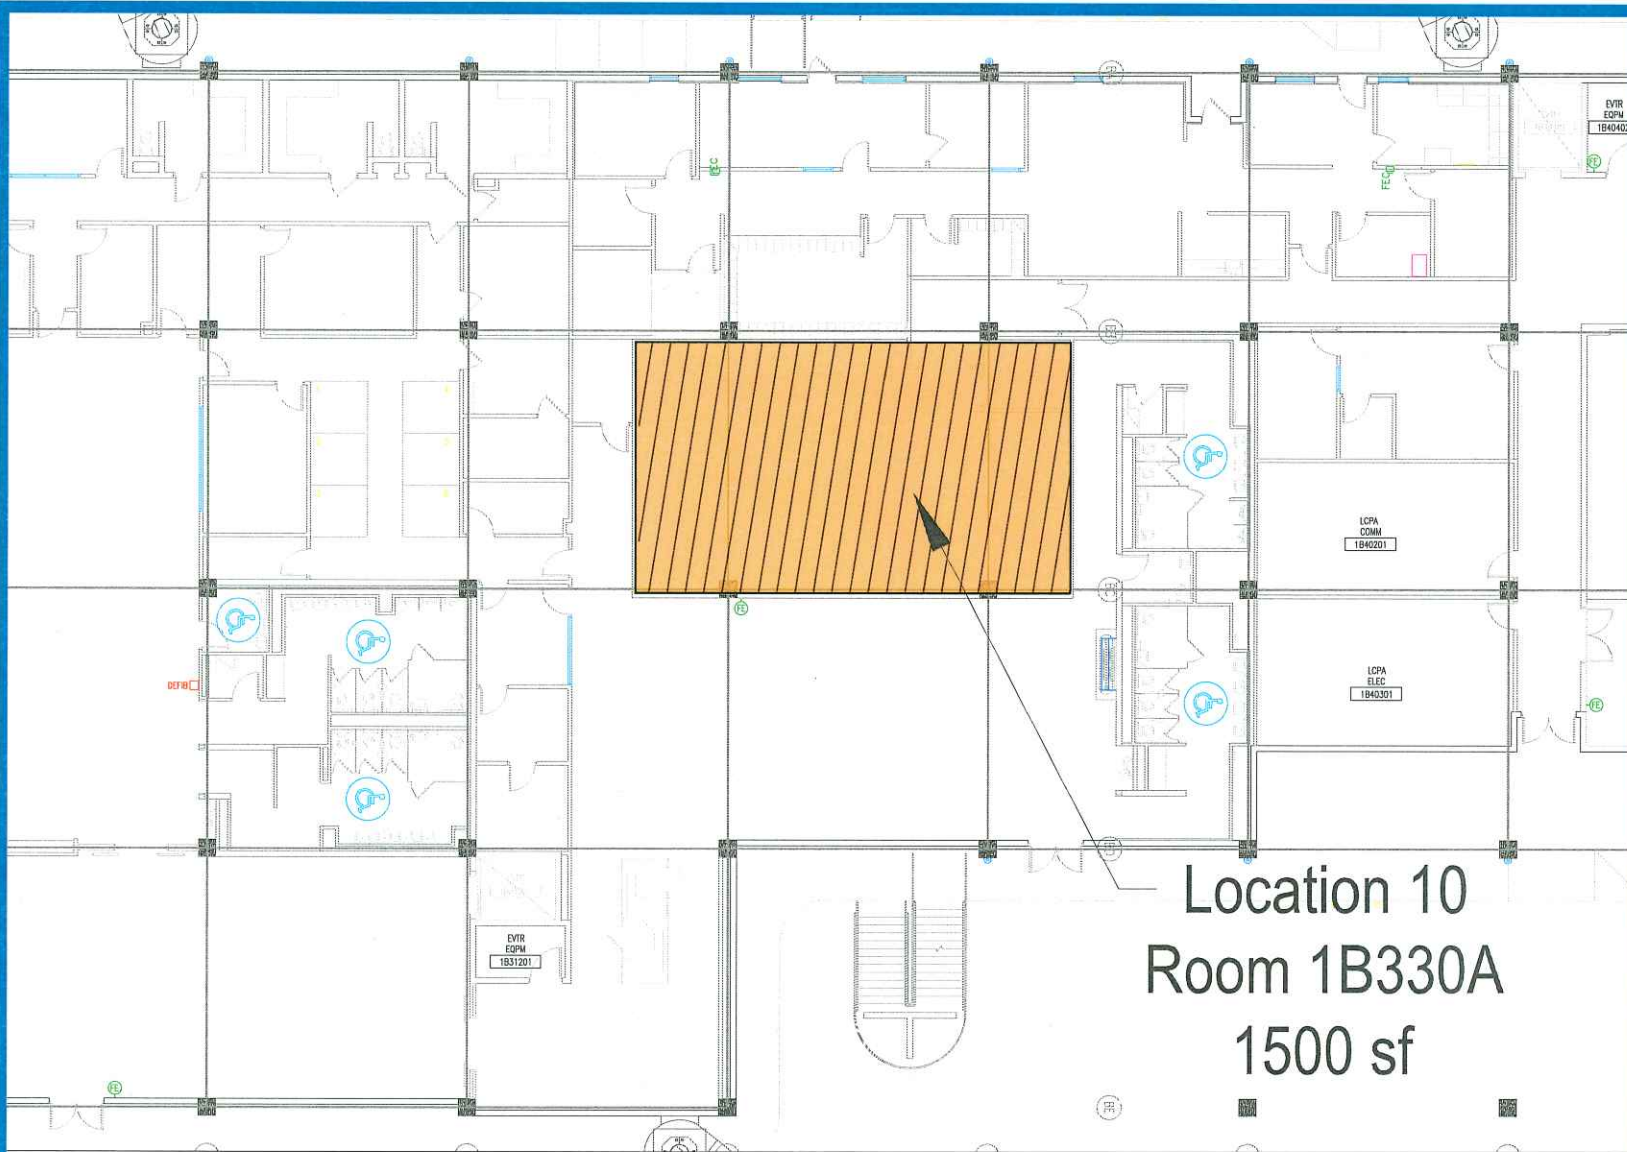 EVTR
EQPM
FEC
FE
FEC
LCPA
COMM
1B40201
FE
LCPA
ELEC
1B40301
DEFIB
FE
Location 10
Room 1B330A
1500 sf
EVTR
EQPM
1B31201
FE